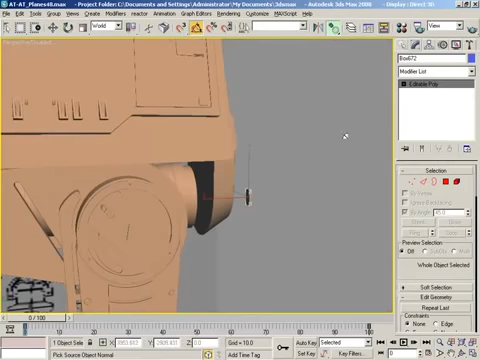 AT-AT_Planes48.max - Project Folder: C:\Documents and Settings\Administrator\My Documents\3dsmax - Autodesk 3ds Max 2008 - Display : Direct 3D
File Edit Tools Group Views Create Modifiers Animation Graph Editors Rendering Customize MAXScript Help
World
View
Perspective
Box672
Modifier List
Editable Poly
Selection
By Vertex
Ignore Backfacing
By Angle: 45.0
Shrink Grow
Ring Loop
Preview Selection
Off SubObj Multi
Whole Object Selected
Soft Selection
Edit Geometry
Repeat Last
Constraints
None Edge
0 / 100
1 Object Sele
Z: 0.0
Grid = 10.0
Auto Key Selected
Pick Source Object Normal
Add Time Tag
Set Key Key Filters...